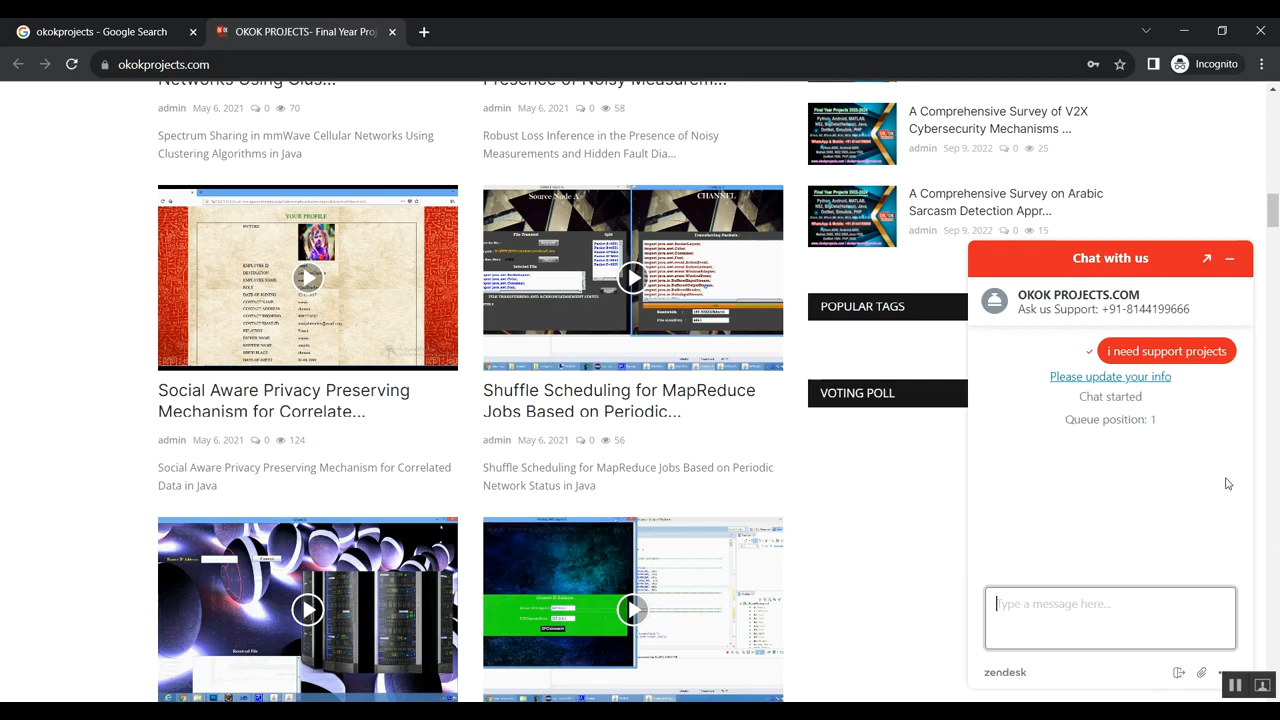 okokprojects - Google Search
OKOK PROJECTS- Final Year Proj
okokprojects.com
Incognito
Networks Using Clus...
Presence of Noisy Measurem...
admin May 6, 2021 0 70
admin May 6, 2021 0 58
Spectrum Sharing in mmWave Cellular Networks Using
Clustering Algorithms in Java
Robust Loss Inference in the Presence of Noisy
Measurements and Hidden Fault Dia...
A Comprehensive Survey of V2X
Cybersecurity Mechanisms ...
admin Sep 9, 2022 0 25
A Comprehensive Survey on Arabic
Sarcasm Detection Appr...
admin Sep 9, 2022 0 15
YOUR PROFILE
Source Node A
CHANNEL
Social Aware Privacy Preserving
Mechanism for Correlate...
admin May 6, 2021 0 124
Social Aware Privacy Preserving Mechanism for Correlated
Data in Java
Shuffle Scheduling for MapReduce
Jobs Based on Periodic...
admin May 6, 2021 0 56
Shuffle Scheduling for MapReduce Jobs Based on Periodic
Network Status in Java
POPULAR TAGS
VOTING POLL
Chat with us
OKOK PROJECTS.COM
Ask us Support +91- 8144199666
i need support projects
Please update your info
Chat started
Queue position: 1
Type a message here...
zendesk